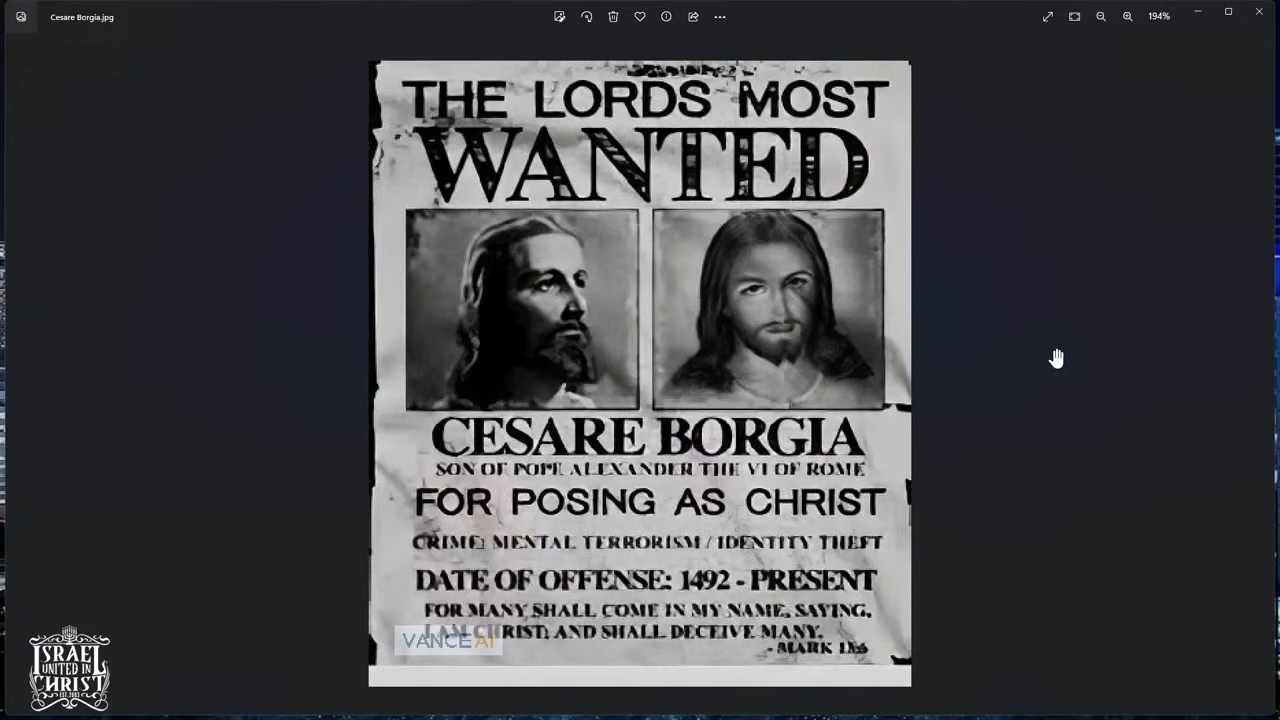 Cesare Borgia.jpg
194%
THE LORDS MOST
WANTED
CESARE BORGIA
SON OF POPE ALEXANDER THE VI OF ROME
FOR POSING AS CHRIST
CRIME: MENTAL TERRORISM / IDENTITY THEFT
DATE OF OFFENSE: 1492 - PRESENT
FOR MANY SHALL COME IN MY NAME, SAYING,
I AM CHRIST; AND SHALL DECEIVE MANY.
- MARK
VANCE AI
ISRAEL
UNITED IN
CHRIST
EST. 2003